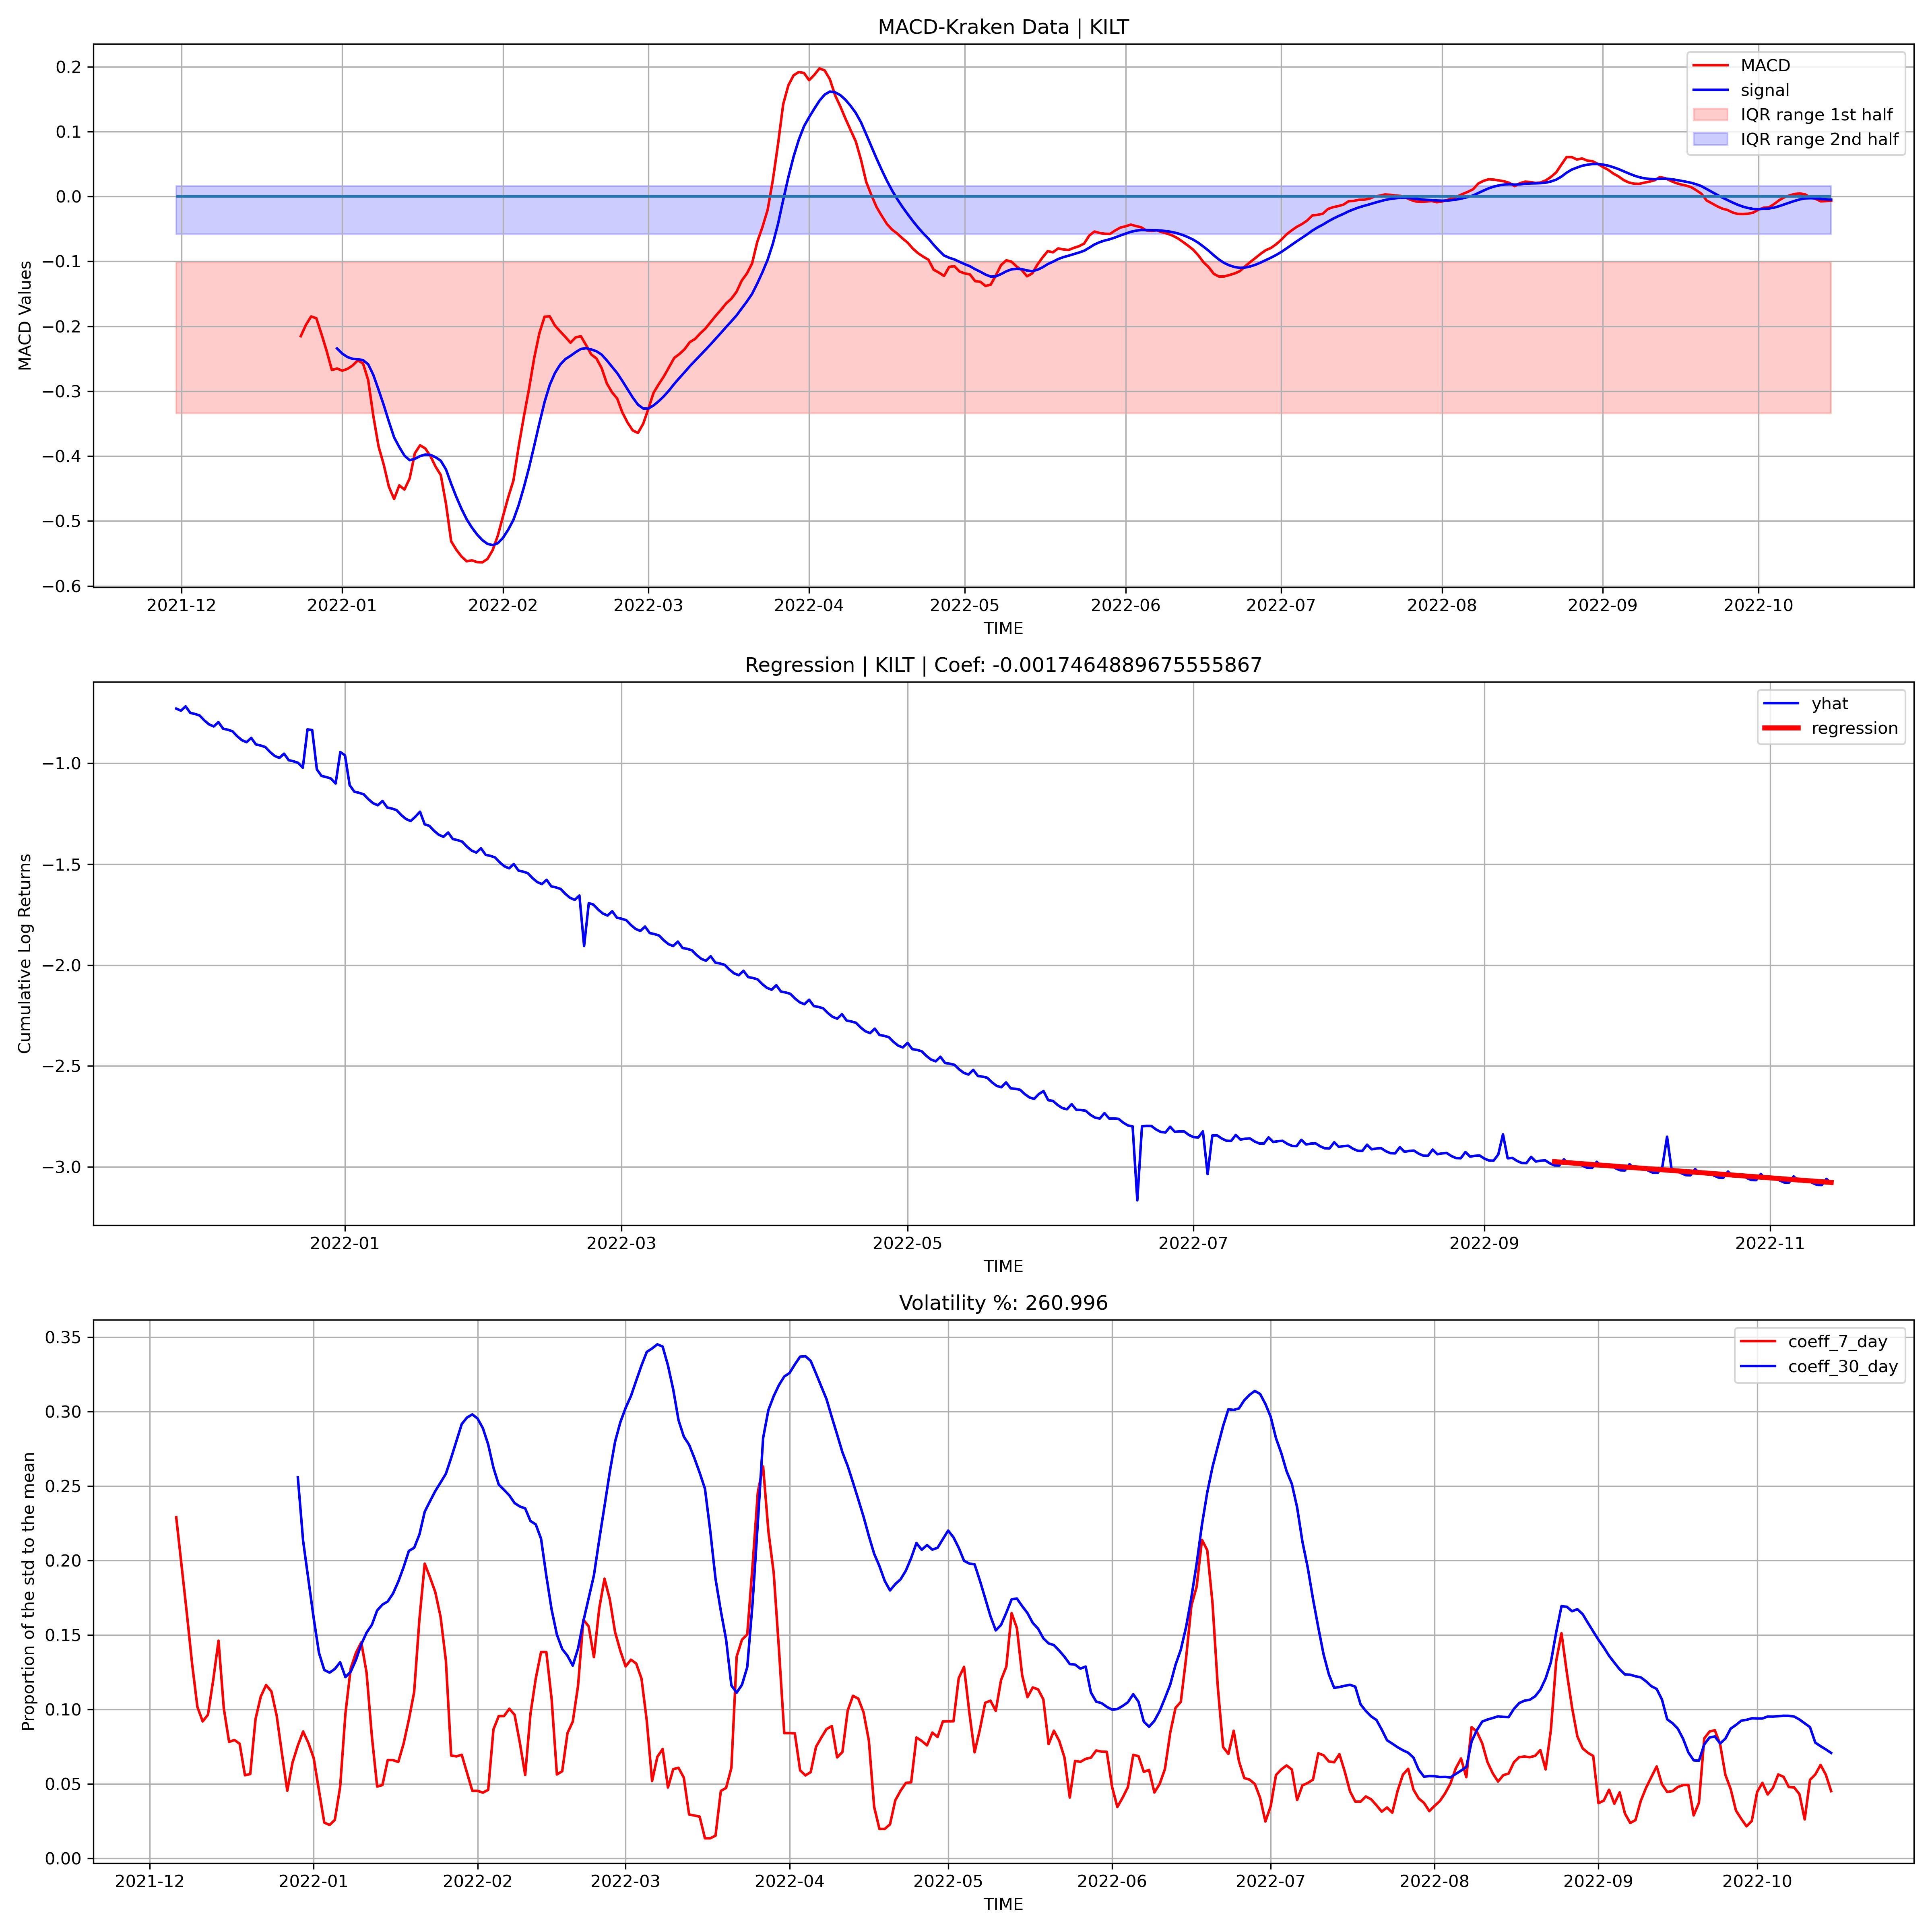 MACD-Kraken Data | KILT
MACD Values
0.2
0.1
0.0
−0.1
−0.2
−0.3
−0.4
−0.5
−0.6
MACD
signal
IQR range 1st half
IQR range 2nd half
2021-12 2022-01 2022-02 2022-03 2022-04 2022-05 2022-06 2022-07 2022-08 2022-09 2022-10
TIME
Regression | KILT | Coef: -0.0017464889675555867
Cumulative Log Returns
−1.0
−1.5
−2.0
−2.5
−3.0
yhat
regression
2022-01 2022-03 2022-05 2022-07 2022-09 2022-11
TIME
Volatility %: 260.996
Proportion of the std to the mean
0.35
0.30
0.25
0.20
0.15
0.10
0.05
0.00
coeff_7_day
coeff_30_day
2021-12 2022-01 2022-02 2022-03 2022-04 2022-05 2022-06 2022-07 2022-08 2022-09 2022-10
TIME